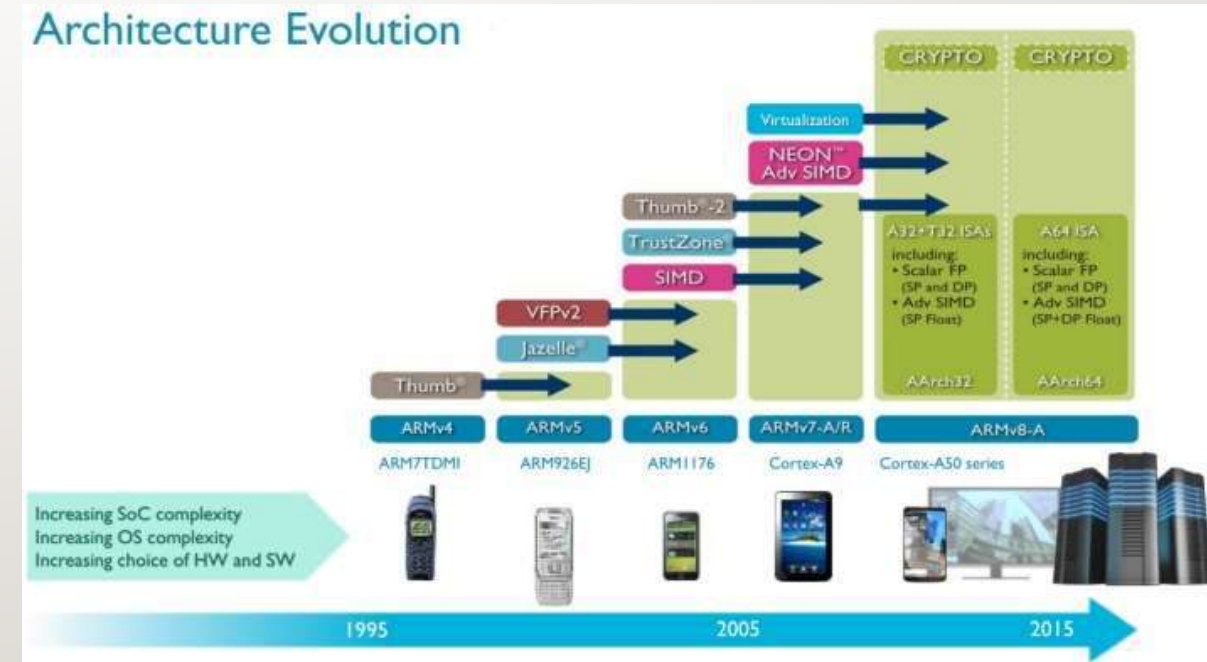 Architecture Evolution
CRYPTO
CRYPTO
Virtualization
NEON™
Adv SIMD
Thumb®-2
TrustZone®
SIMD
VFPv2
Jazelle®
Thumb®
A32+T32 ISAs
including:
• Scalar FP
(SP and DP)
• Adv SIMD
(SP Float)
AArch32
A64 ISA
including:
• Scalar FP
(SP and DP)
• Adv SIMD
(SP+DP Float)
AArch64
ARMv4
ARMv5
ARMv6
ARMv7-A/R
ARMv8-A
ARM7TDMI
ARM926EJ
ARM1176
Cortex-A9
Cortex-A50 series
Increasing SoC complexity
Increasing OS complexity
Increasing choice of HW and SW
1995
2005
2015